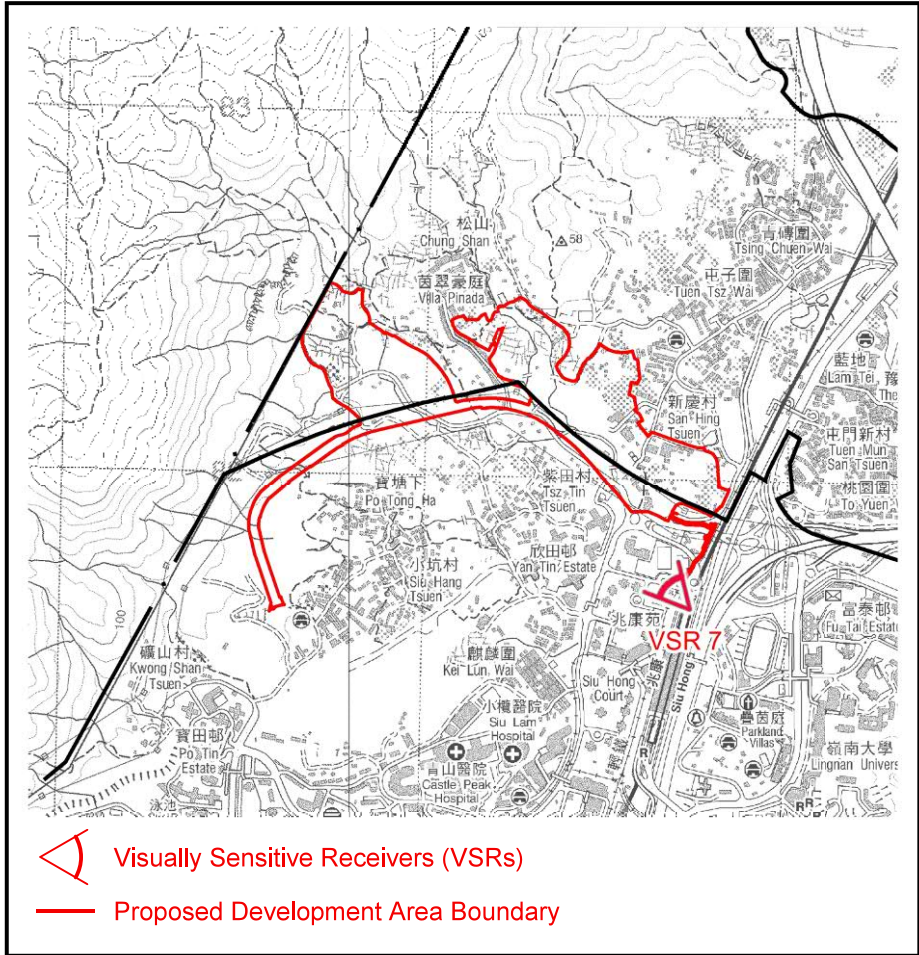 83
松山
Chung Shan
58
青磚圍
Tsing Chuen Wai
茵翠豪庭
Villa Pinada
屯子圍
Tuen Tsz Wai
藍地
Lam Tei
豫
The
新慶村
San Hing
Tsuen
屯門新村
Tuen Mun
San Tsuen
桃園圍
To Yuen
紫田村
Tsz Tin
Tsuen
寶塘下
Po Tong Ha
欣田邨
Yan Tin Estate
小坑村
Siu Hang
Tsuen
100
兆康苑
VSR 7
富泰邨
(Fu Tai Estate
礦山村
Kwong Shan
Tsuen
麒麟圍
Kei Lun Wai
Siu Hong
Court
兆康
Siu Hong S
小欖醫院
Siu Lam
Hospital
疊茵庭
Parkland
Villas
嶺南大學
Lingnan Univers
寶田邨
Po Tin
Estate
青山醫院
Castle Peak
Hospital
R
泳池
R
R
Visually Sensitive Receivers (VSRs)
Proposed Development Area Boundary